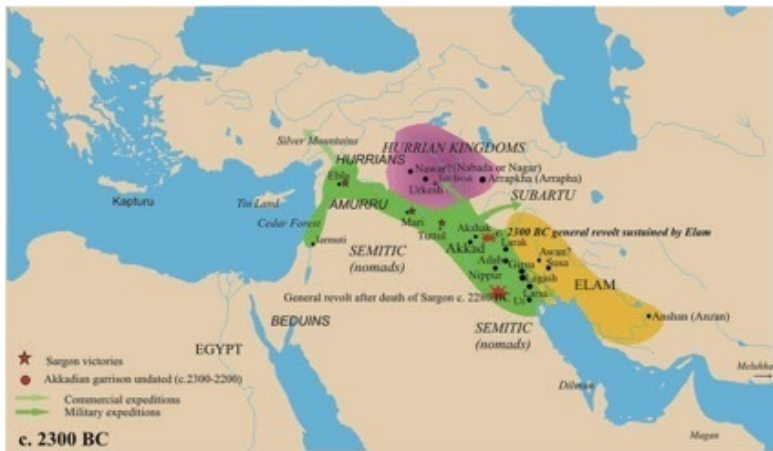 Silver Mountains
HURRIAN KINGDOMS
HURRIANS
Nawar? (Nabada or Nagar)
Urkesh
Arrapkha (Arrapha)
Ebla
SUBARTU
Kapturu
Tin Land
AMURRU
Cedar Forest
Mari
Tuttul
Akshak
c. 2300 BC general revolt sustained by Elam
Iarmuti
SEMITIC
(nomads)
Akkad
Larak
Awan?
Adab
Girsu
Susa
Nippur
Lagash
ELAM
General revolt after death of Sargon c. 2280 BC
Larsa
Ur
BEDUINS
SEMITIC
(nomads)
Anshan (Anzan)
EGYPT
Sargon victories
Akkadian garrison undated (c.2300-2200)
Commercial expeditions
Military expeditions
Dilmun
Meluhha
Magan
c. 2300 BC